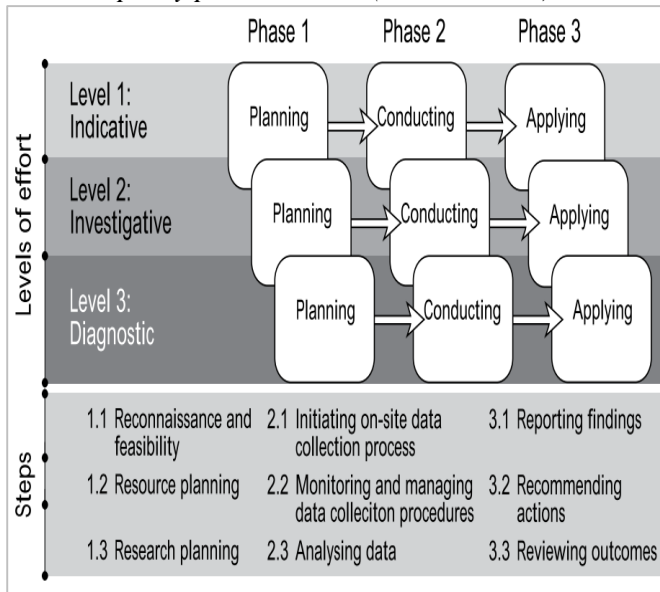 Phase 1 Phase 2 Phase 3
Levels of effort
Level 1:
Indicative
Planning Conducting Applying
Level 2:
Investigative
Planning Conducting Applying
Level 3:
Diagnostic
Planning Conducting Applying
Steps
1.1 Reconnaissance and
feasibility
1.2 Resource planning
1.3 Research planning
2.1 Initiating on-site data
collection process
2.2 Monitoring and managing
data colleciton procedures
2.3 Analysing data
3.1 Reporting findings
3.2 Recommending
actions
3.3 Reviewing outcomes